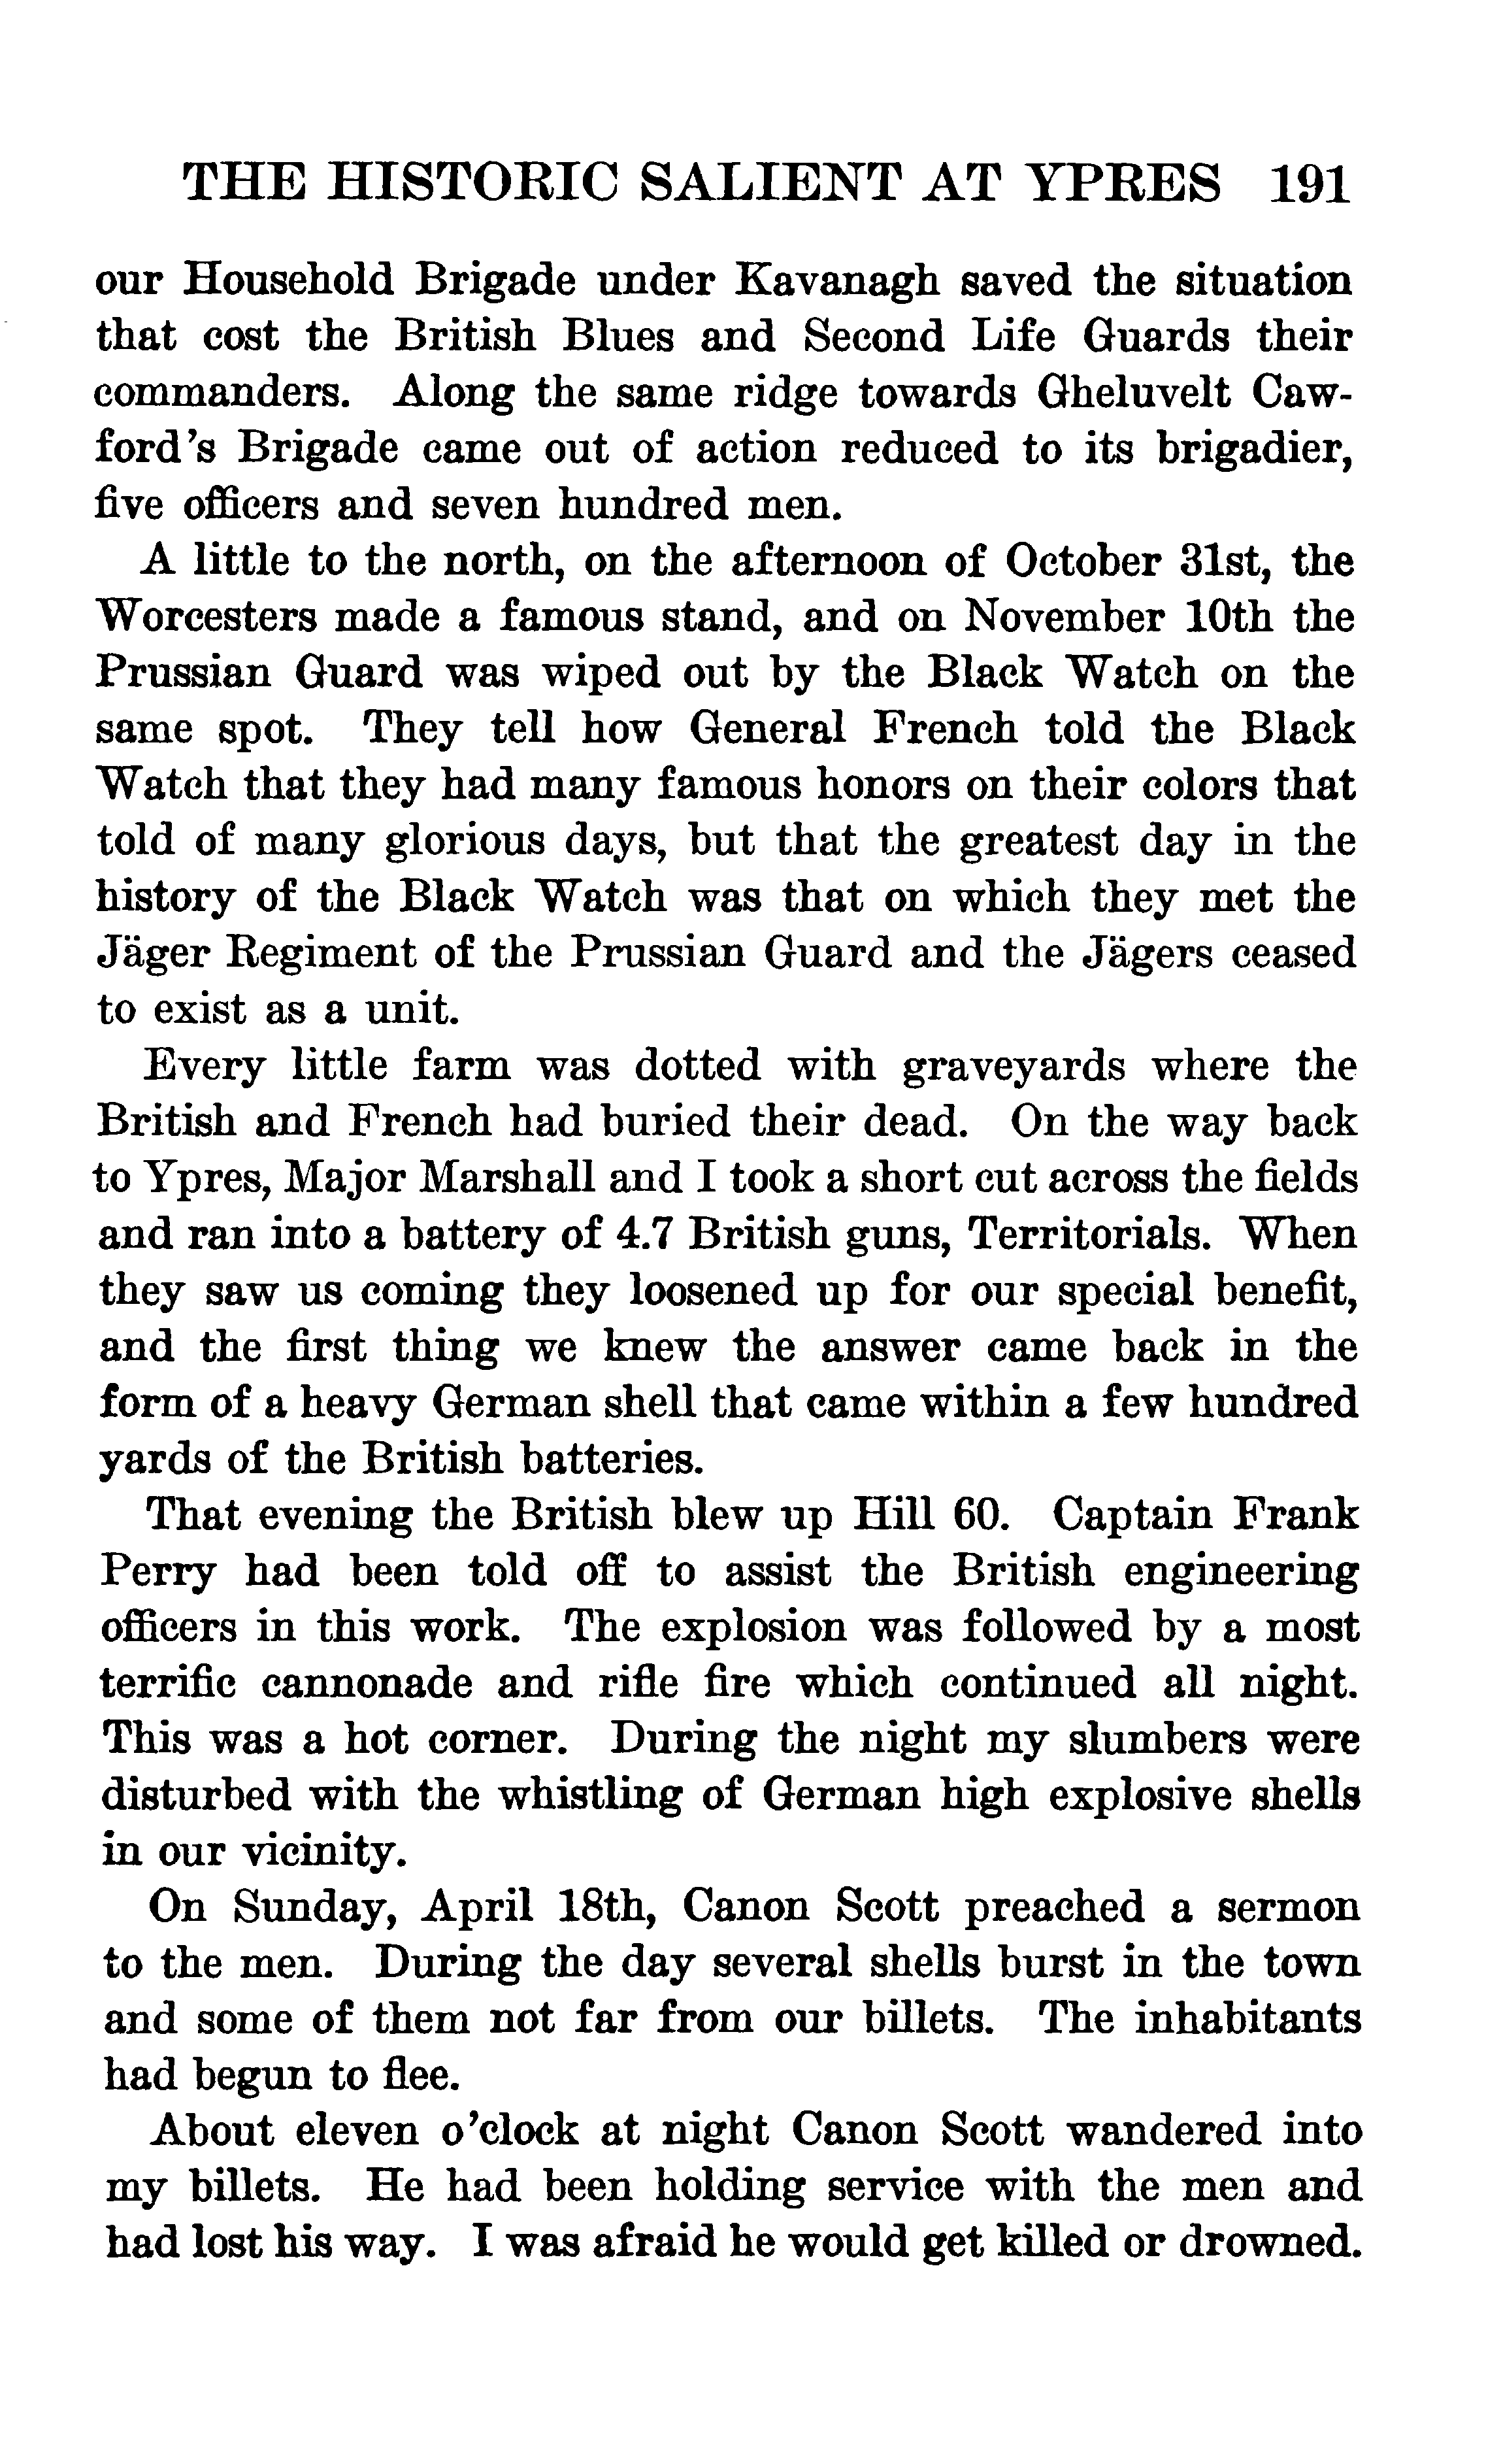 THE HISTORIC SALIENT AT YPRES 191
our Household Brigade under Kavanagh saved the situation
that cost the British Blues and Second Life Guards their
commanders. Along the same ridge towards Gheluvelt Caw-
ford's Brigade came out of action reduced to its brigadier,
five officers and seven hundred men.
A little to the north, on the afternoon of October 31st, the
Worcesters made a famous stand, and on November 10th the
Prussian Guard was wiped out by the Black Watch on the
same spot. They tell how General French told the Black
Watch that they had many famous honors on their colors that
told of many glorious days, but that the greatest day in the
history of the Black Watch was that on which they met the
Jäger Regiment of the Prussian Guard and the Jägers ceased
to exist as a unit.
Every little farm was dotted with graveyards where the
British and French had buried their dead. On the way back
to Ypres, Major Marshall and I took a short cut across the fields
and ran into a battery of 4.7 British guns, Territorials. When
they saw us coming they loosened up for our special benefit,
and the first thing we knew the answer came back in the
form of a heavy German shell that came within a few hundred
yards of the British batteries.
That evening the British blew up Hill 60. Captain Frank
Perry had been told off to assist the British engineering
officers in this work. The explosion was followed by a most
terrific cannonade and rifle fire which continued all night.
This was a hot corner. During the night my slumbers were
disturbed with the whistling of German high explosive shells
in our vicinity.
On Sunday, April 18th, Canon Scott preached a sermon
to the men. During the day several shells burst in the town
and some of them not far from our billets. The inhabitants
had begun to flee.
About eleven o'clock at night Canon Scott wandered into
my billets. He had been holding service with the men and
had lost his way. I was afraid he would get killed or drowned.